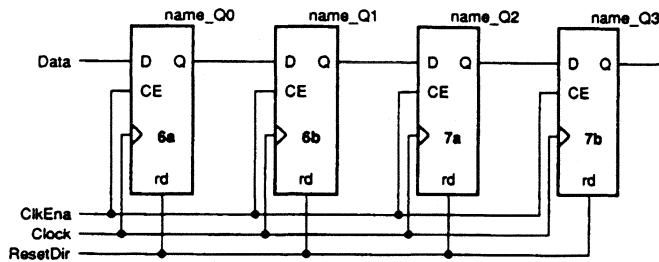 name_Q0 name_Q1 name_Q2 name_Q3
Data D Q D Q D Q D Q
CE CE CE CE
6a 6b 7a 7b
rd rd rd rd
ClkEna
Clock
ResetDir